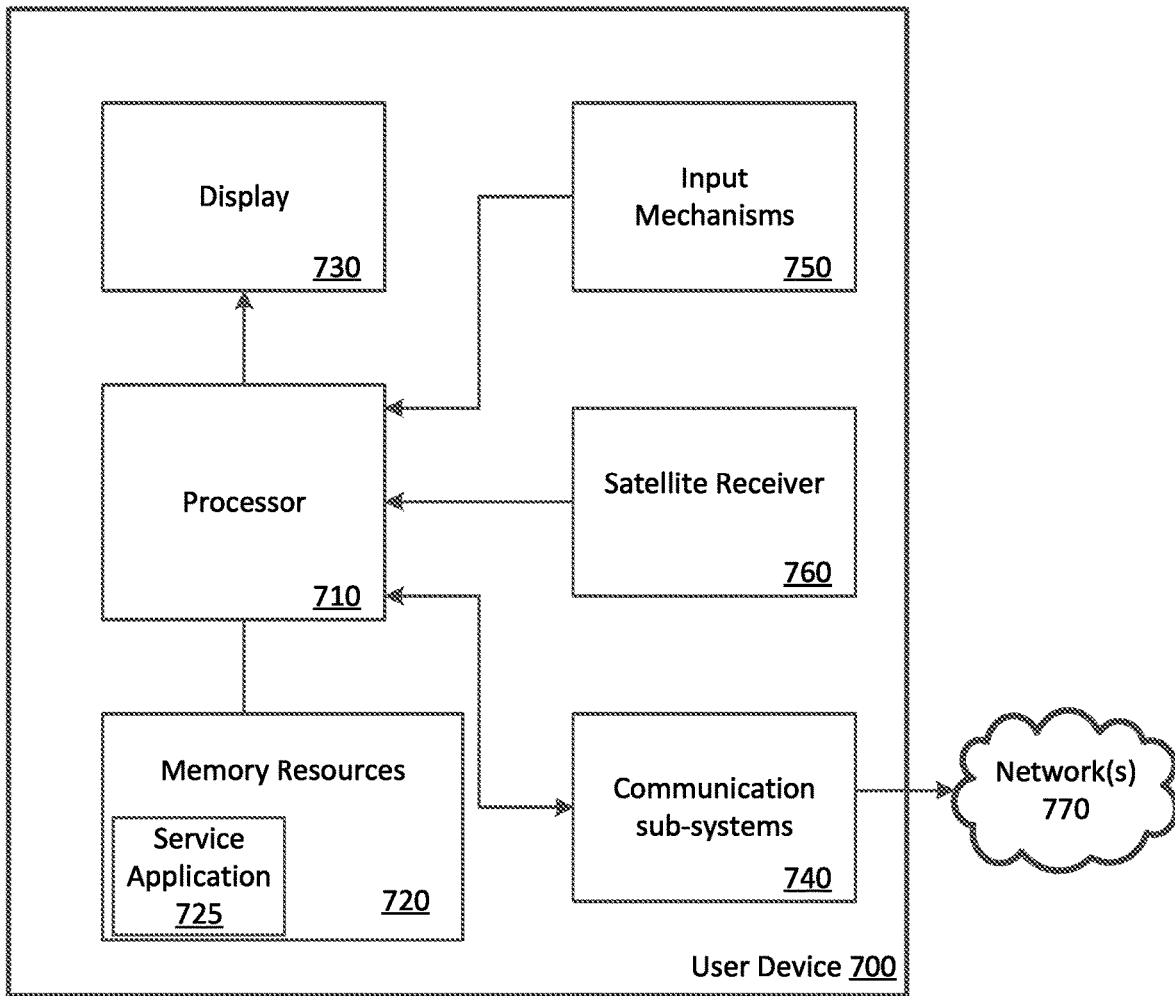 Display
730
Input
Mechanisms
750
Processor
710
Satellite Receiver
760
Memory Resources
720
Service
Application
725
Communication
sub-systems
740
Network(s)
770
User Device 700